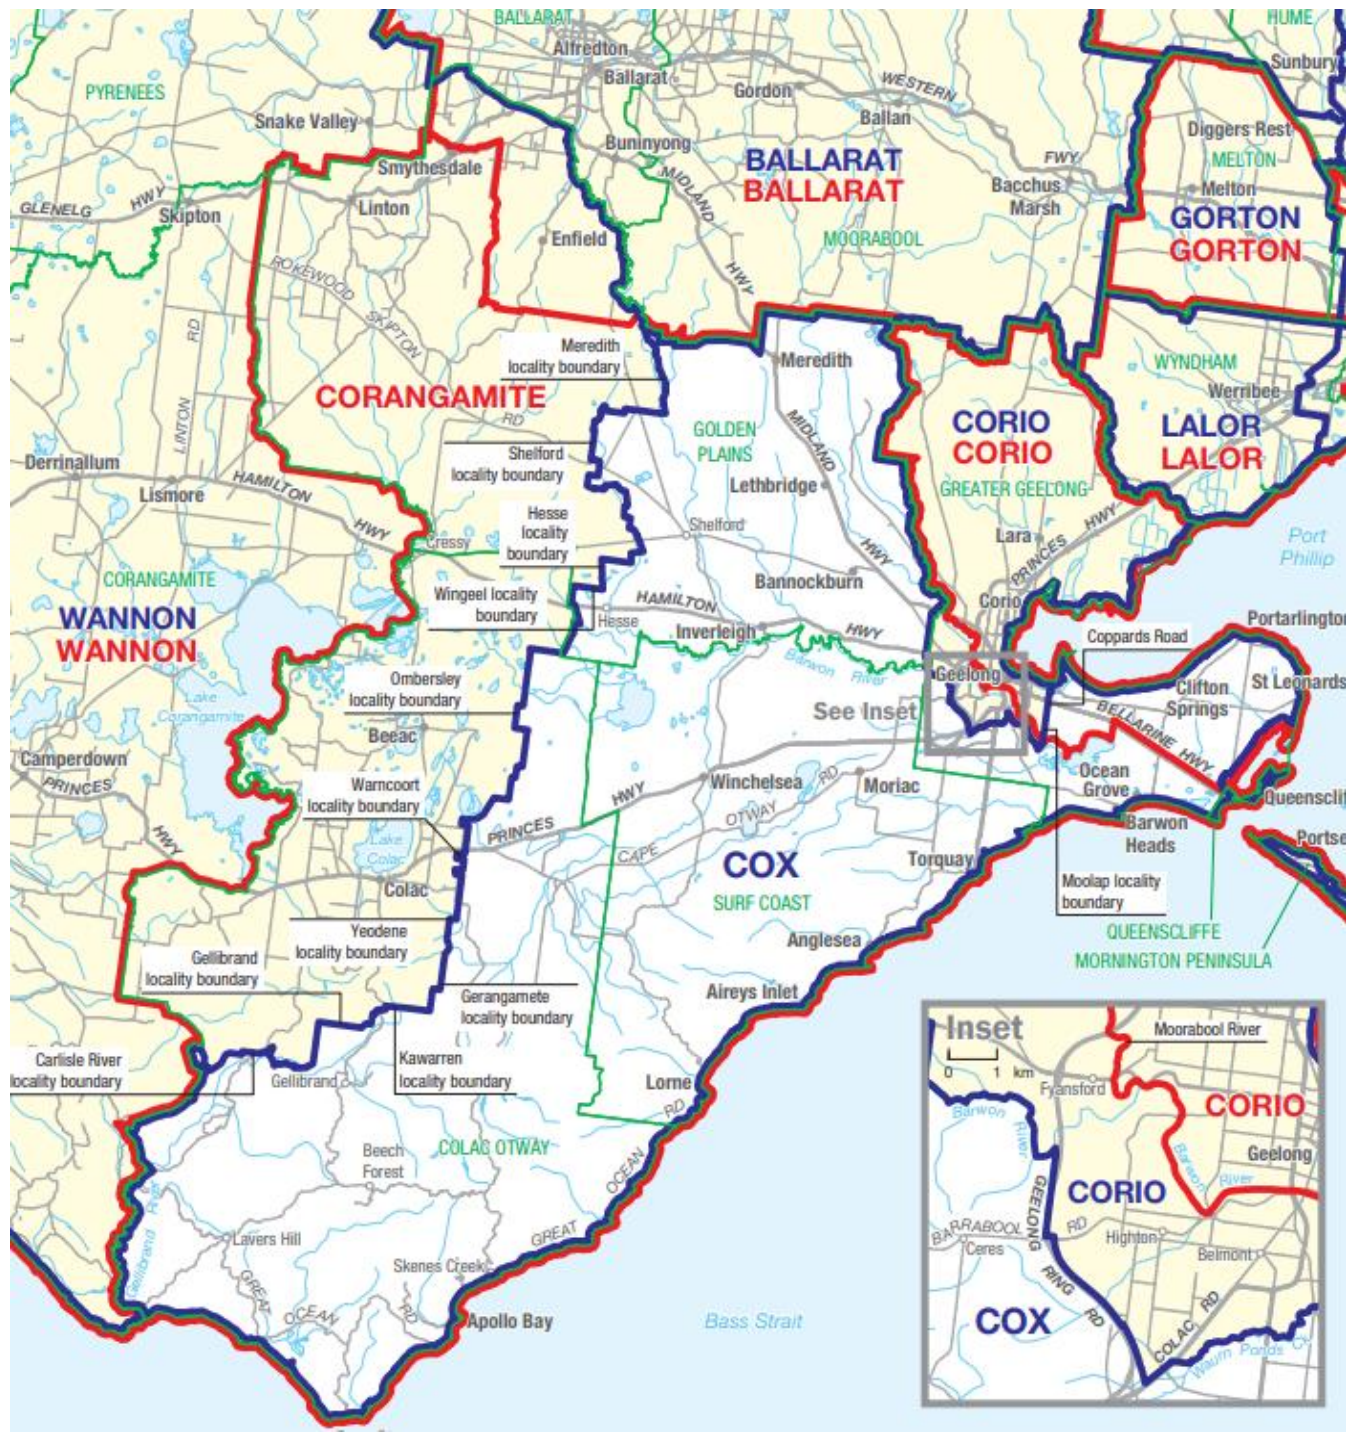 BALLARAT
HUME
Alfredton
Sunbury
Ballarat
PYRENEES
Gordon
WESTERN
Ballan
Snake Valley
Diggers Rest
Buninyong
MELTON
Smythesdale
BALLARAT
BALLARAT
FWY
MIDLAND
Bacchus
Marsh
Melton
GLENELG
HWY
Skipton
Linton
GORTON
GORTON
Enfield
MOORABOOL
HWY
ROKEWOOD
SKIPTON
RD
LINTON
RD
Meredith
locality boundary
Meredith
WYNDHAM
Werribee
CORANGAMITE
MIDLAND
CORIO
CORIO
LALOR
LALOR
GOLDEN
PLAINS
Shelford
locality boundary
Derrinallum
Lismore
HAMILTON
HWY
Lethbridge
GREATER GEELONG
Hesse
locality
boundary
Shelford
HWY
Lara
PRINCES
HWY
Port
Phillip
Cressy
CORANGAMITE
Bannockburn
Wingeel locality
boundary
HAMILTON
HWY
Corio
WANNON
WANNON
Hesse
Inverleigh
Portarlington
Coppards Road
Barwon River
Ombersley
locality boundary
Geelong
Clifton
Springs
St Leonards
Lake
Corangamite
See Inset
BELLARINE HWY
Beeac
Camperdown
PRINCES
HWY
Warncoort
locality boundary
HWY
Winchelsea
RD
Moriac
Ocean
Grove
OTWAY
PRINCES
CAPE
Barwon
Heads
Lake
Colac
COX
Torquay
Colac
SURF COAST
Moolap locality
boundary
Yeodene
locality boundary
Anglesea
QUEENSCLIFFE
MORNINGTON PENINSULA
Gellibrand
locality boundary
Gerangamete
locality boundary
Aireys Inlet
Carlisle River
locality boundary
Gellibrand
Kawarren
locality boundary
Lorne
RD
Beech
Forest
COLAC OTWAY
OCEAN
GREAT
Gellibrand River
Lavers Hill
Skenes Creek
GREAT
OCEAN
RD
Apollo Bay
Bass Strait
Inset
0 1 km
Moorabool River
Fyansford
CORIO
Barwon
River
Geelong
Barwon
River
GEELONG
RING
RD
CORIO
BARRABOOL
RD
Ceres
Highton
Belmont
COX
COLAC RD
Waurn Ponds